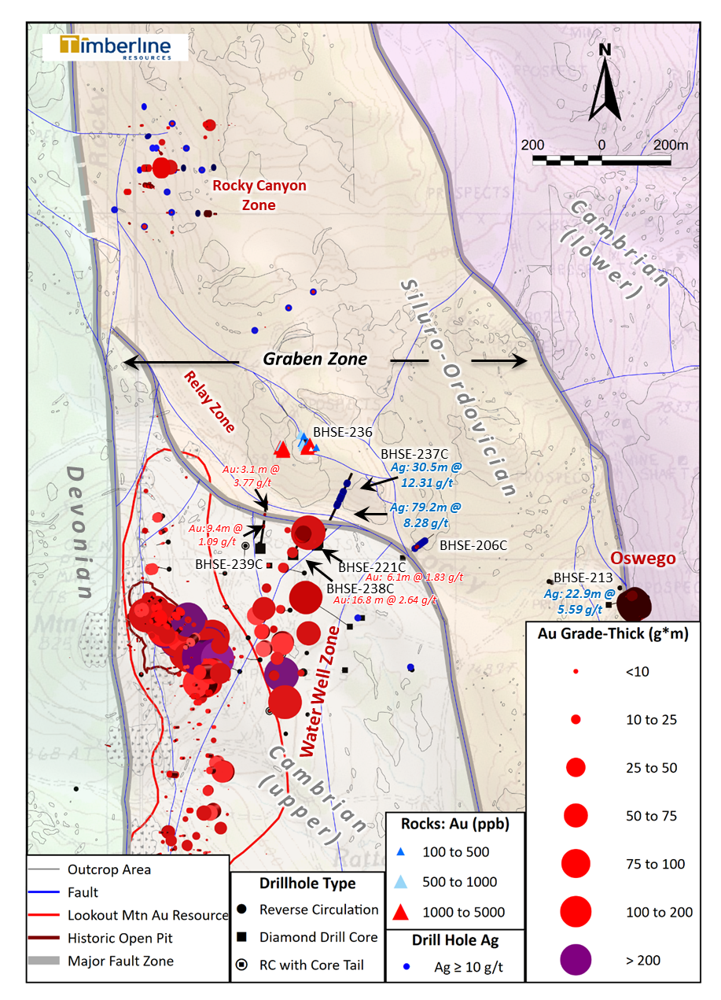 Timberline
RESOURCES
N
200 0 200m
Rocky Canyon
Zone
Cambrian
(lower)
Siluro-Ordovician
Graben Zone
Relay Zone
BHSE-236
BHSE-237C
Ag: 30.5m @
12.31 g/t
Au: 3.1 m @
3.77 g/t
Devonian
Ag: 79.2m @
8.28 g/t
Au: 9.4m @
1.09 g/t
BHSE-206C
BHSE-239C
BHSE-221C
Au: 6.1m @ 1.83 g/t
BHSE-238C
Au: 16.8 m @ 2.64 g/t
Oswego
BHSE-213
Ag: 22.9m @
5.59 g/t
Water Well Zone
Cambrian
(upper)
Au Grade-Thick (g*m)
<10
10 to 25
25 to 50
50 to 75
75 to 100
100 to 200
> 200
Rocks: Au (ppb)
100 to 500
500 to 1000
1000 to 5000
Drill Hole Ag
Ag ≥ 10 g/t
Drillhole Type
Reverse Circulation
Diamond Drill Core
RC with Core Tail
Outcrop Area
Fault
Lookout Mtn Au Resource
Historic Open Pit
Major Fault Zone
PROSPECTS
PROSPECTS
Rocky